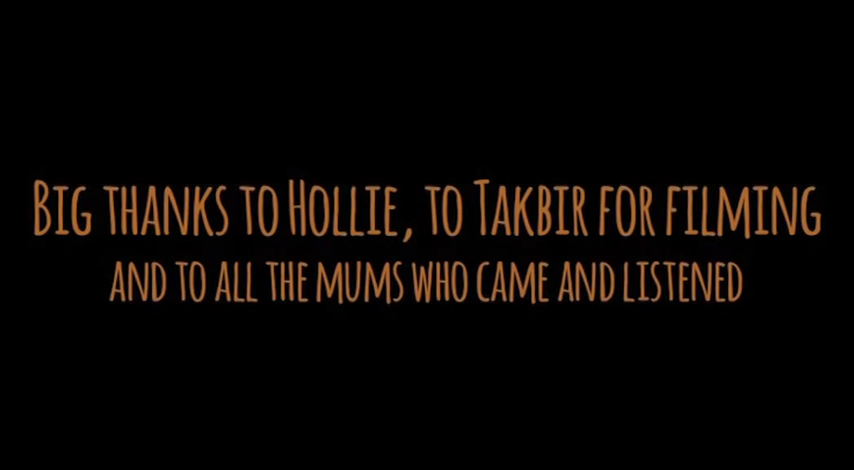 Big thanks to Hollie, to Takbir for filming
and to all the mums who came and listened